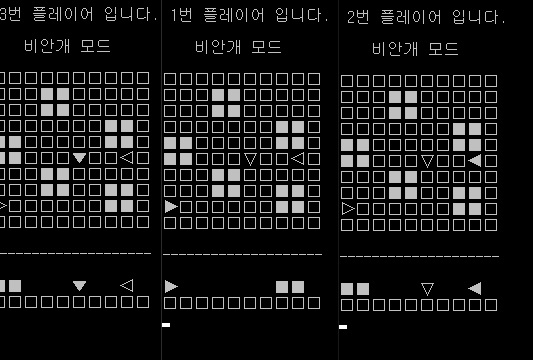 3번 플레이어 입니다.
비안개 모드
1번 플레이어 입니다.
비안개 모드
2번 플레이어 입니다.
비안개 모드